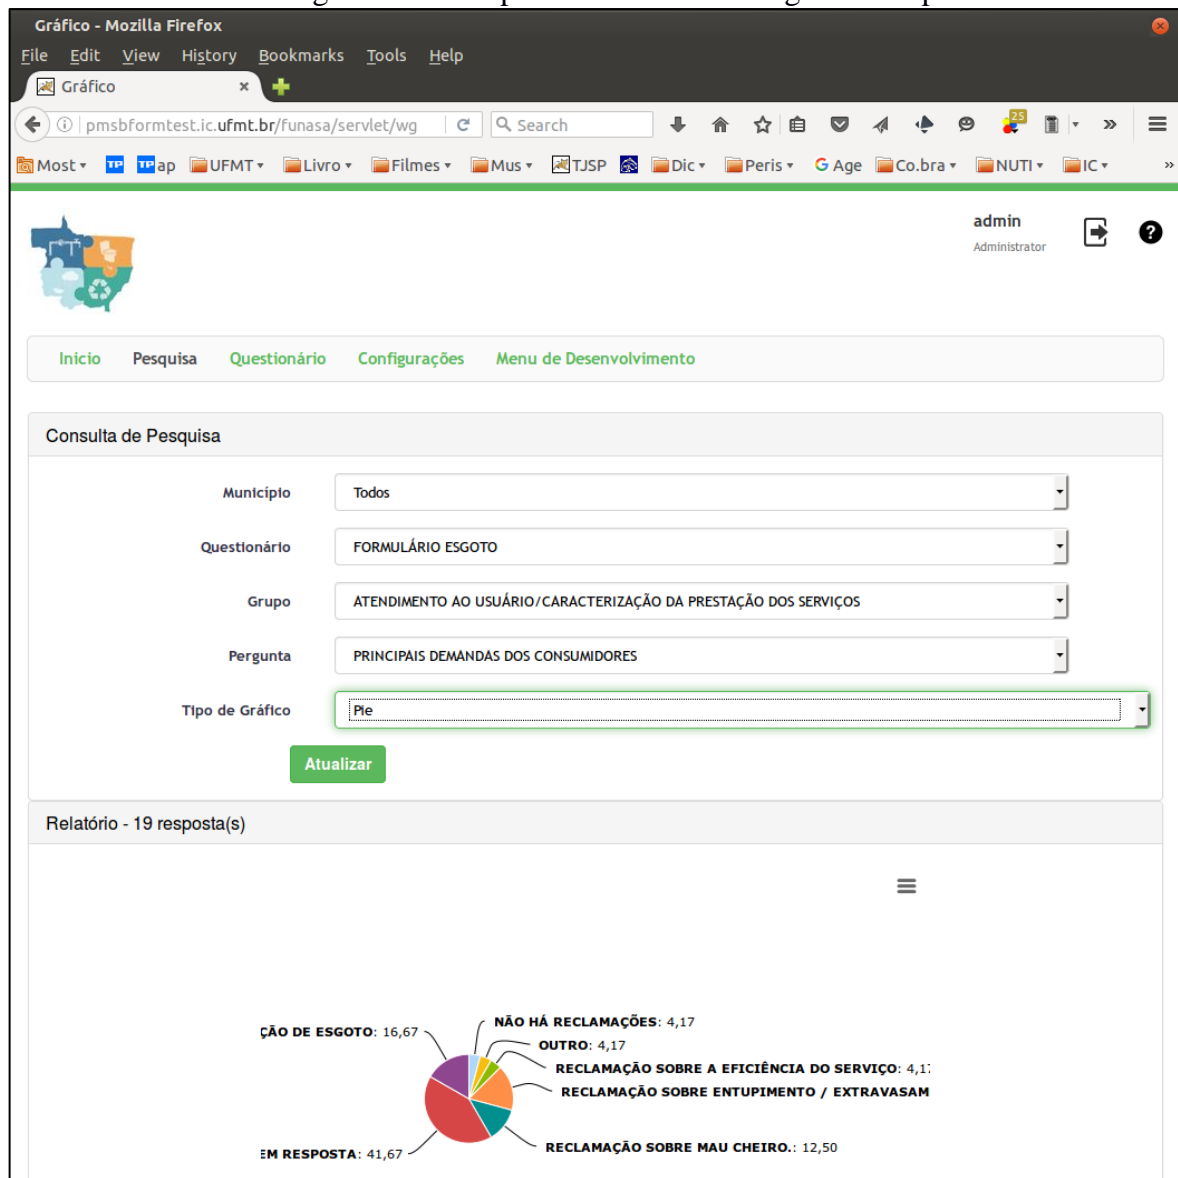 Gráfico - Mozilla Firefox
File Edit View History Bookmarks Tools Help
Gráfico
pmsbformtest.ic.ufmt.br/funasa/servlet/wg Search 25
Most TP TP ap UFMT Livro Filmes Mus TJSP Dic Peris G Age Co.bra NUTI IC »
admin
Administrator
Inicio Pesquisa Questionário Configurações Menu de Desenvolvimento
Consulta de Pesquisa
Município Todos
Questionário FORMULÁRIO ESGOTO
Grupo ATENDIMENTO AO USUÁRIO/CARACTERIZAÇÃO DA PRESTAÇÃO DOS SERVIÇOS
Pergunta PRINCIPAIS DEMANDAS DOS CONSUMIDORES
Tipo de Gráfico Pie
Atualizar
Relatório - 19 resposta(s)
NÃO HÁ RECLAMAÇÕES: 4,17
ÇÃO DE ESGOTO: 16,67
OUTRO: 4,17
RECLAMAÇÃO SOBRE A EFICIÊNCIA DO SERVIÇO: 4,17
RECLAMAÇÃO SOBRE ENTUPIMENTO / EXTRAVASAM
RECLAMAÇÃO SOBRE MAU CHEIRO.: 12,50
EM RESPOSTA: 41,67